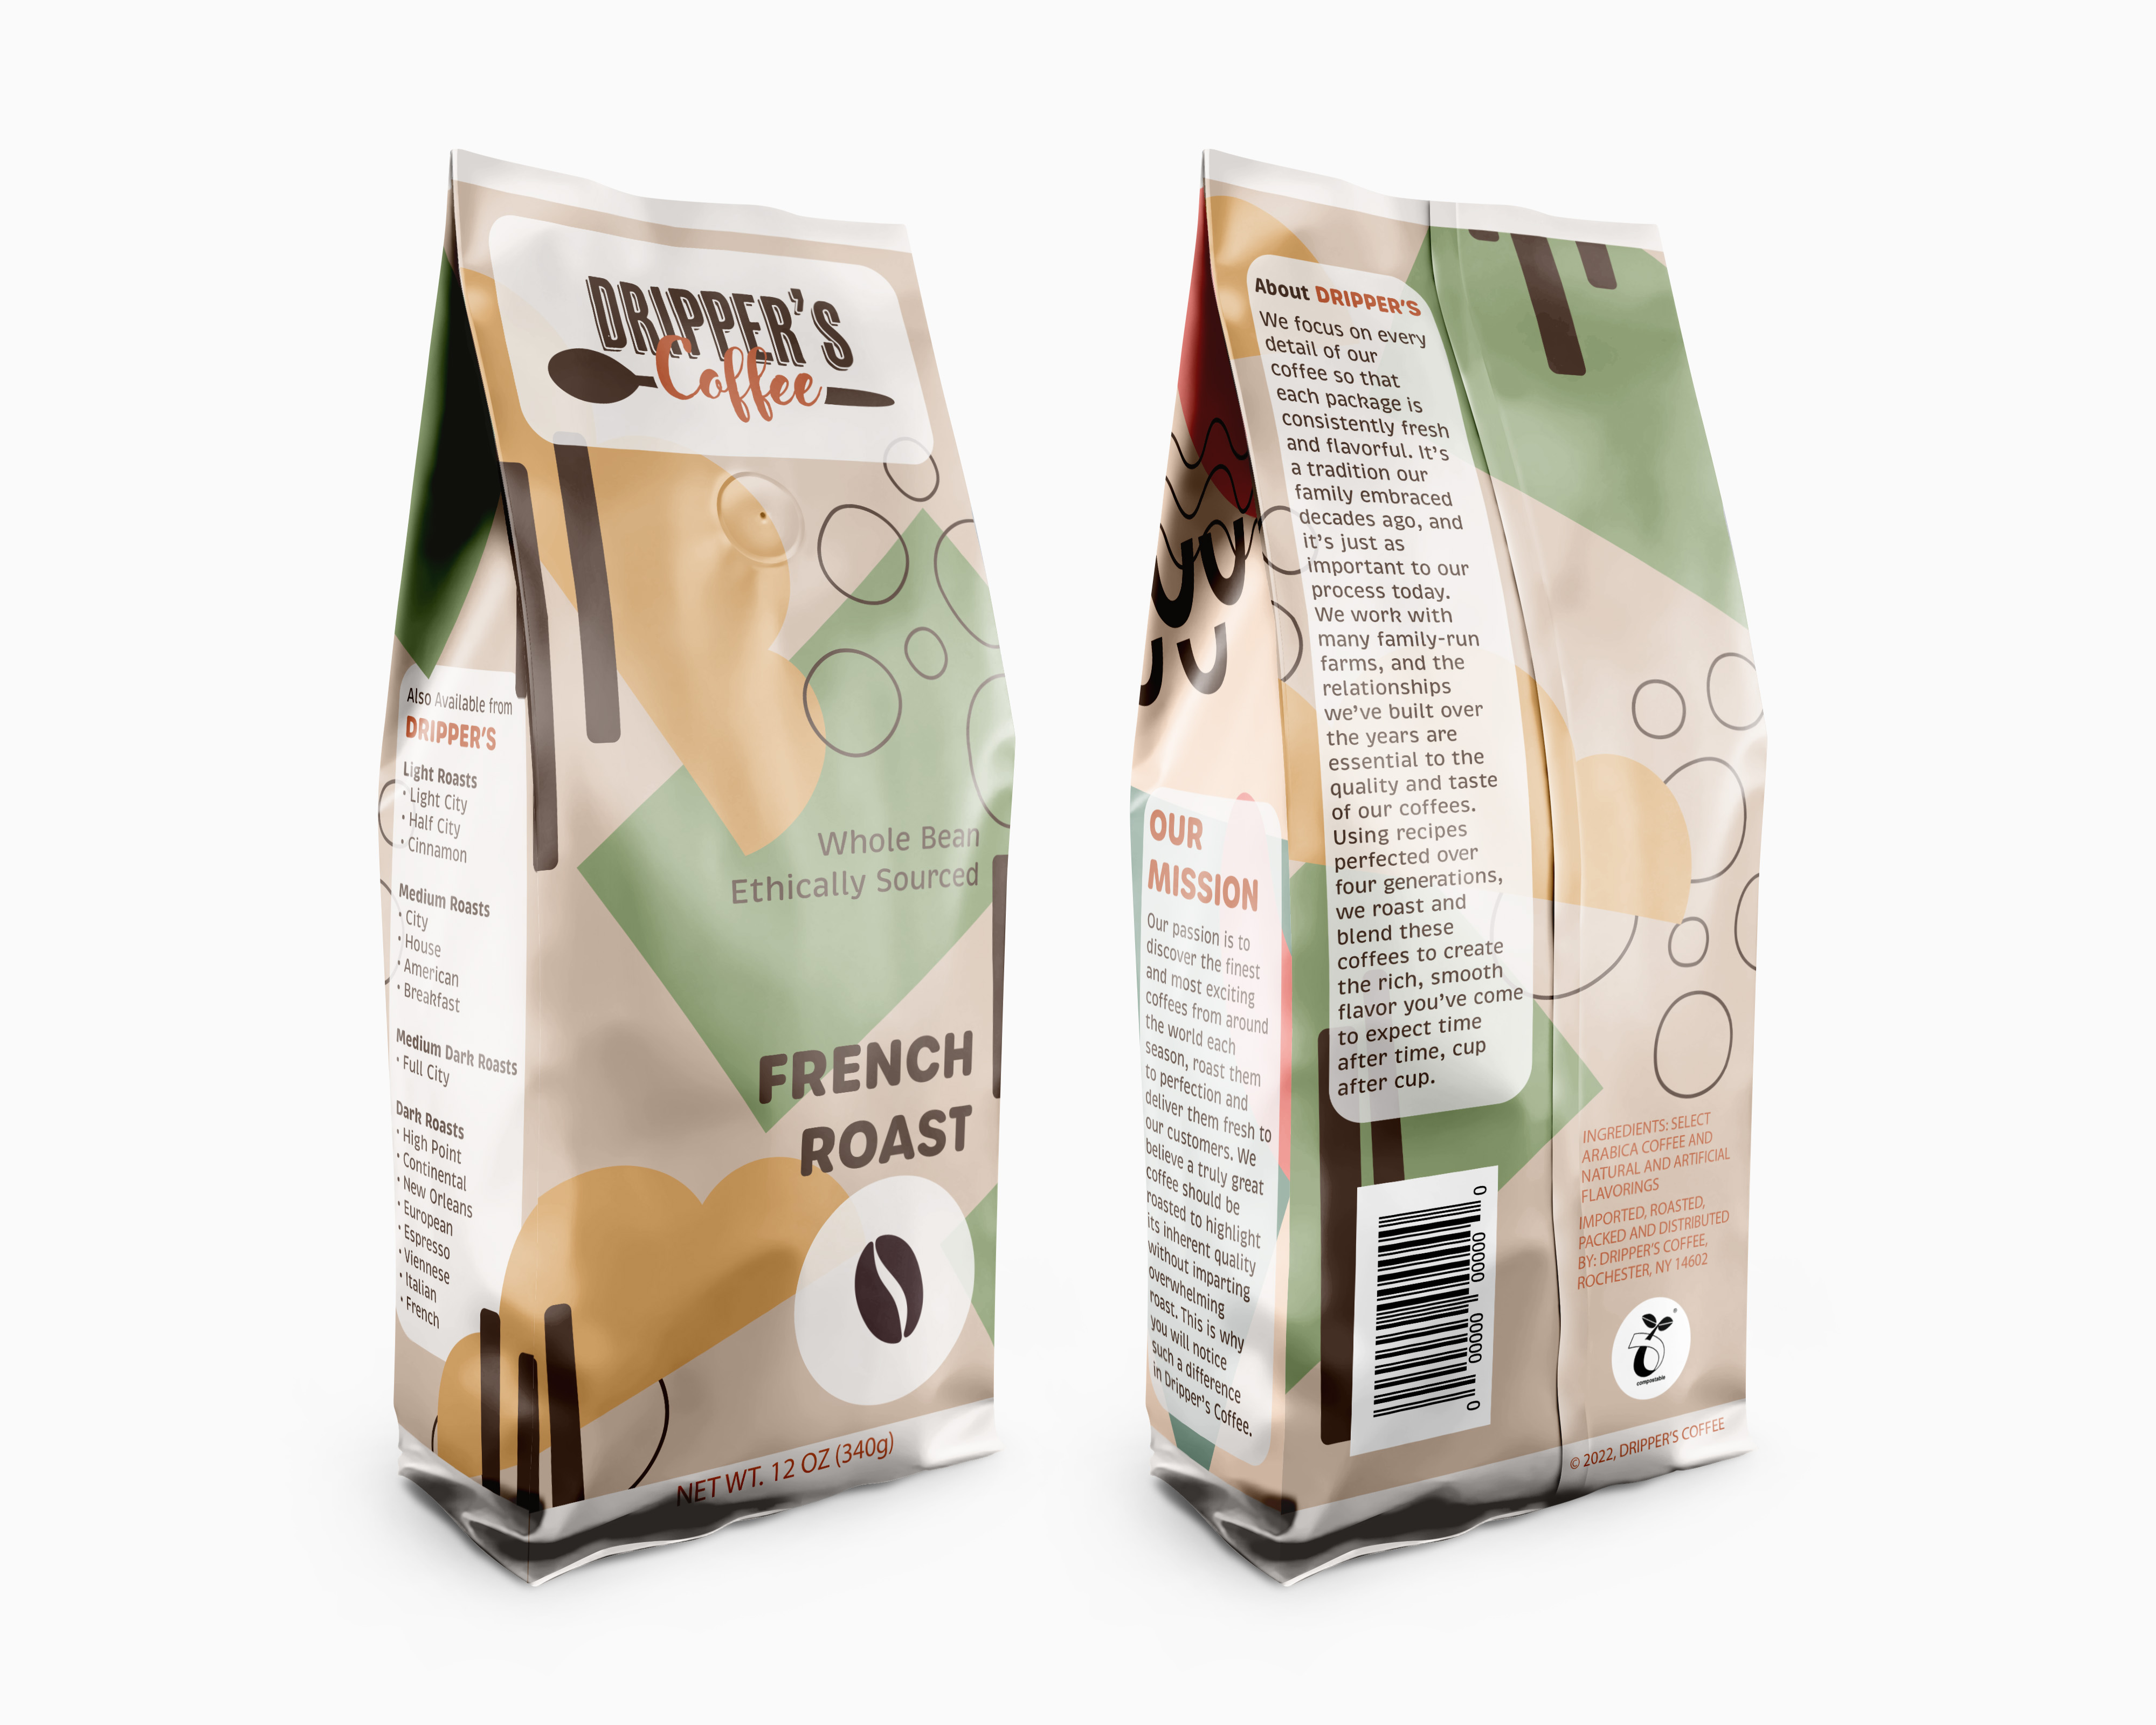 DRIPPER'S
Coffee
Whole Bean
Ethically Sourced
FRENCH
ROAST
NET WT. 12 OZ (340g)
Also Available from
DRIPPER'S
Light Roasts
• Light City
• Half City
• Cinnamon
Medium Roasts
• City
• House
• American
• Breakfast
Medium Dark Roasts
• Full City
Dark Roasts
• High Point
• Continental
• New Orleans
• European
• Espresso
• Viennese
• Italian
• French
About DRIPPER'S
We focus on every
detail of our
coffee so that
each package is
consistently fresh
and flavorful. It's
a tradition our
family embraced
decades ago, and
it's just as
important to our
process today.
We work with
many family-run
farms, and the
relationships
we've built over
the years are
essential to the
quality and taste
of our coffees.
Using recipes
perfected over
four generations,
we roast and
blend these
coffees to create
the rich, smooth
flavor you've come
to expect time
after time, cup
after cup.
OUR
MISSION
Our passion is to
discover the finest
and most exciting
coffees from around
the world each
season, roast them
to perfection and
deliver them fresh to
our customers. We
believe a truly great
coffee should be
roasted to highlight
its inherent quality
without imparting
overwhelming
roast. This is why
you will notice
such a difference
in Dripper's Coffee.
0 00000 00000 0
INGREDIENTS: SELECT
ARABICA COFFEE AND
NATURAL AND ARTIFICIAL
FLAVORINGS
IMPORTED, ROASTED,
PACKED AND DISTRIBUTED
BY: DRIPPER'S COFFEE,
ROCHESTER, NY 14602
®
compostable
© 2022, DRIPPER'S COFFEE